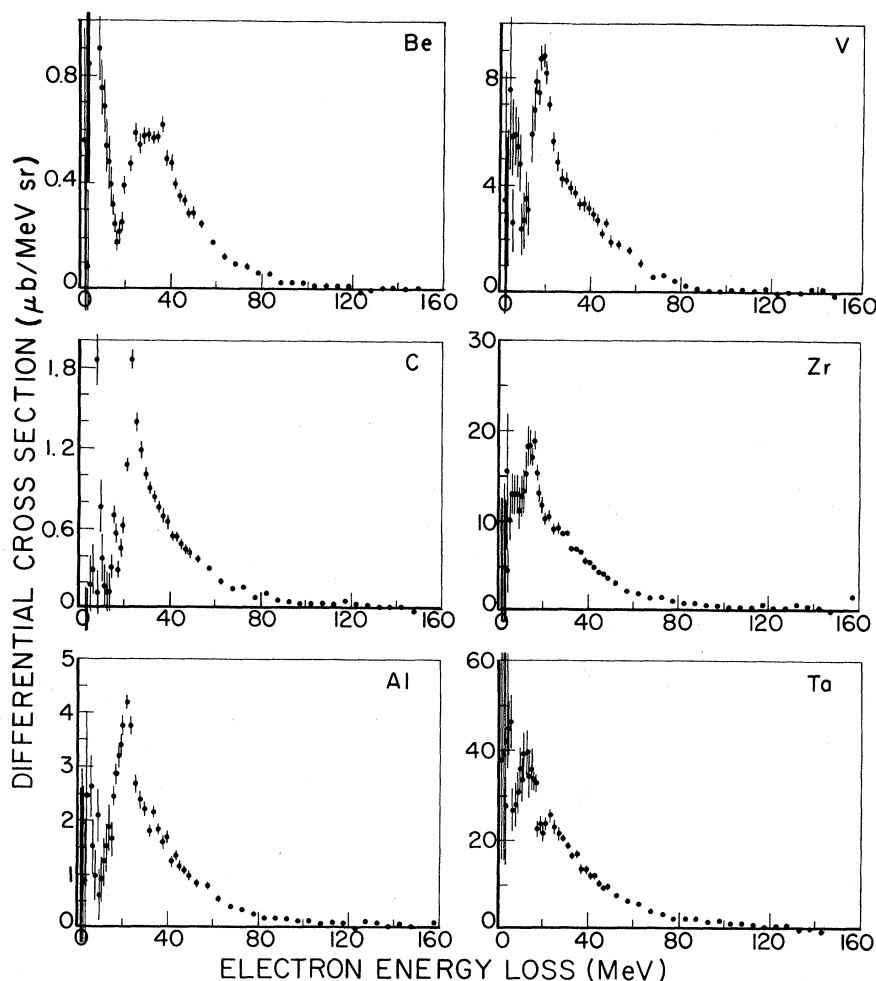 DIFFERENTIAL CROSS SECTION (μb/MeV sr)
Be
0.8
0.4
0
0 40 80 120 160
V
8
4
0
0 40 80 120 160
C
1.8
1.2
0.6
0
0 40 80 120 160
Zr
30
20
10
0
0 40 80 120 160
Al
5
4
3
2
1
0
0 40 80 120 160
Ta
60
40
20
0
0 40 80 120 160
ELECTRON ENERGY LOSS (MeV)